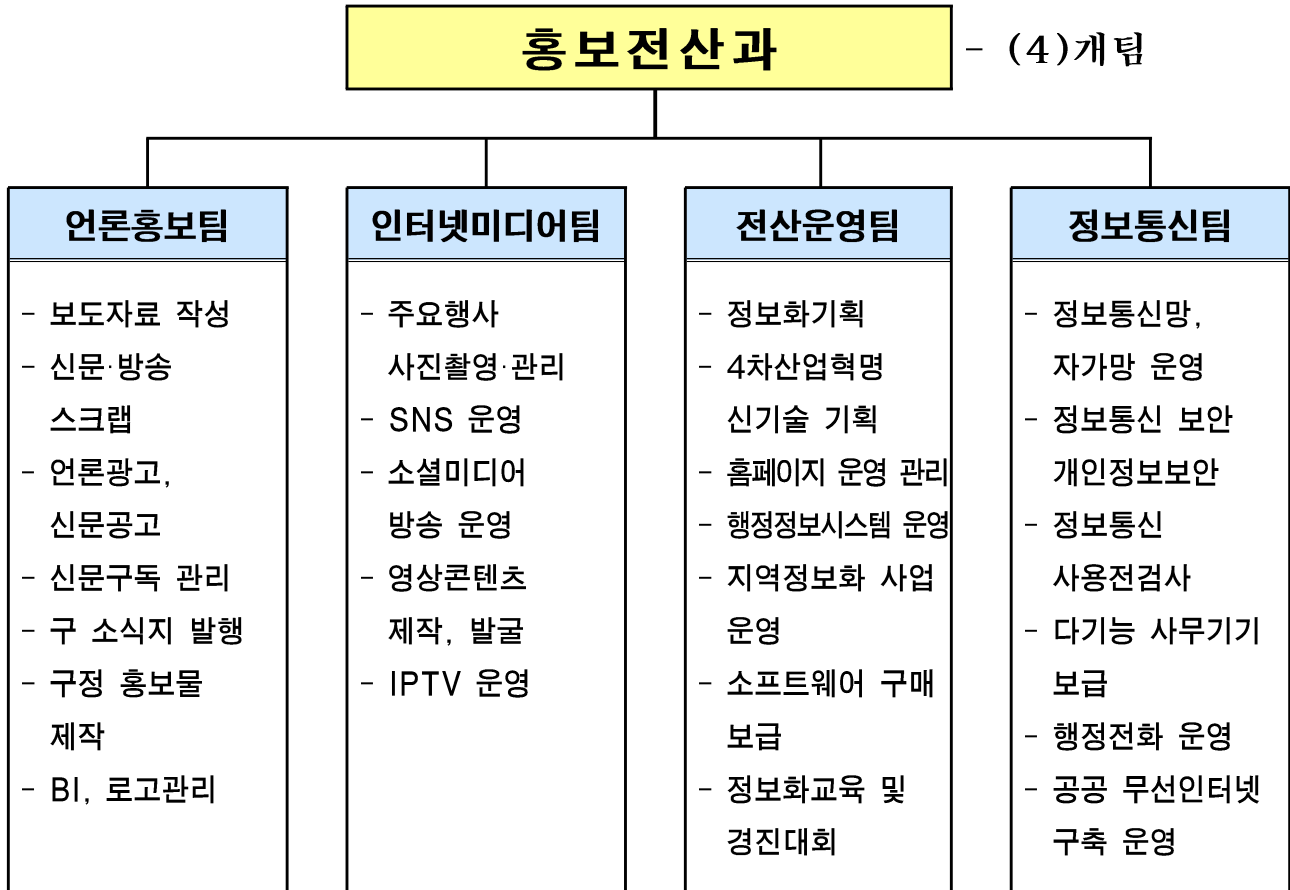 홍보전산과
- (4)개팀
언론홍보팀
- 보도자료 작성
- 신문·방송
스크랩
- 언론광고,
신문공고
- 신문구독 관리
- 구 소식지 발행
- 구정 홍보물
제작
- BI, 로고관리
인터넷미디어팀
- 주요행사
사진촬영·관리
- SNS 운영
- 소셜미디어
방송 운영
- 영상콘텐츠
제작, 발굴
- IPTV 운영
전산운영팀
- 정보화기획
- 4차산업혁명
신기술 기획
- 홈페이지 운영 관리
- 행정정보시스템 운영
- 지역정보화 사업
운영
- 소프트웨어 구매
보급
- 정보화교육 및
경진대회
정보통신팀
- 정보통신망,
자가망 운영
- 정보통신 보안
개인정보보안
- 정보통신
사용전검사
- 다기능 사무기기
보급
- 행정전화 운영
- 공공 무선인터넷
구축 운영